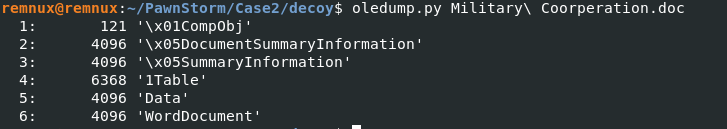 remnux@remnux:~/PawnStorm/Case2/decoy$ oledump.py Military\ Coorperation.doc
  1:       121 '\x01CompObj'
  2:      4096 '\x05DocumentSummaryInformation'
  3:      4096 '\x05SummaryInformation'
  4:      6368 '1Table'
  5:      4096 'Data'
  6:      4096 'WordDocument'